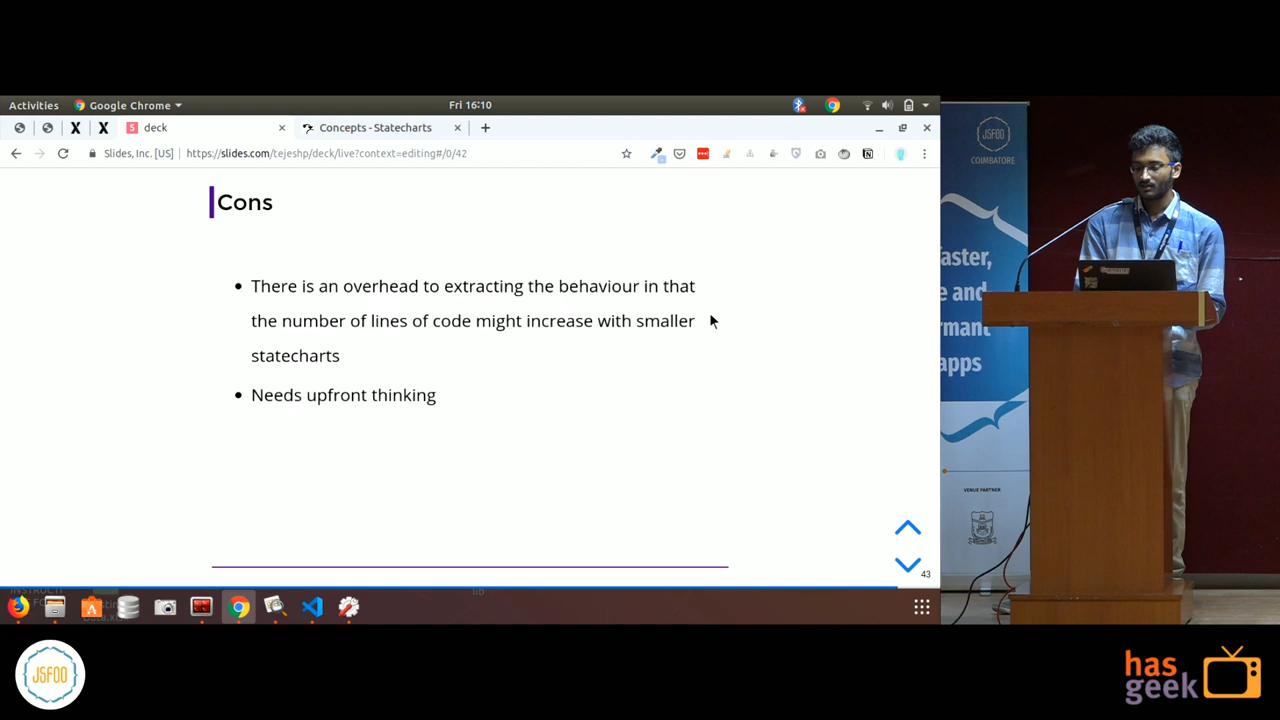 Activities
Google Chrome
Fri 16:10
deck
Concepts - Statecharts
Slides, Inc. [US]
https://slides.com/tejeshp/deck/live?context=editing#/0/42
Cons
There is an overhead to extracting the behaviour in that
the number of lines of code might increase with smaller
statecharts
Needs upfront thinking
43
lib
JSFOO
COIMBATORE
aster,
e and
rmant
apps
VENUE PARTNER
JSFOO
has
geek